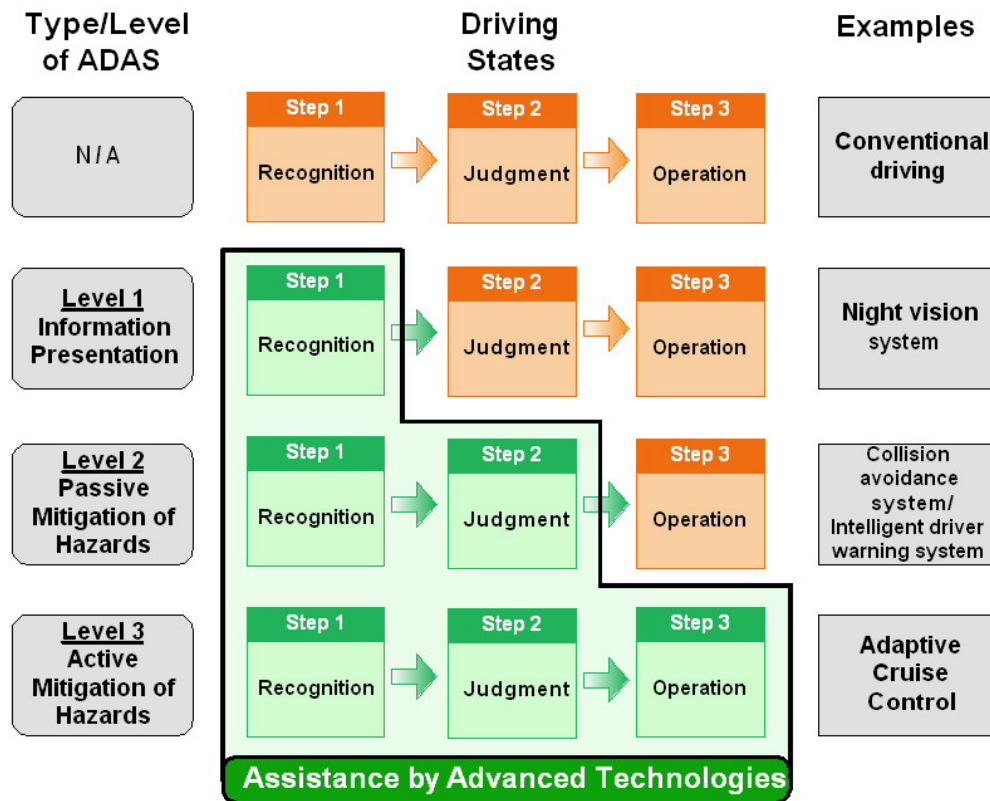 Type/Level
of ADAS
Driving
States
Examples
N/A
Step 1
Recognition
Step 2
Judgment
Step 3
Operation
Conventional
driving
Level 1
Information
Presentation
Step 1
Recognition
Step 2
Judgment
Step 3
Operation
Night vision
system
Level 2
Passive
Mitigation of
Hazards
Step 1
Recognition
Step 2
Judgment
Step 3
Operation
Collision
avoidance
system/
Intelligent driver
warning system
Level 3
Active
Mitigation of
Hazards
Step 1
Recognition
Step 2
Judgment
Step 3
Operation
Adaptive
Cruise
Control
Assistance by Advanced Technologies